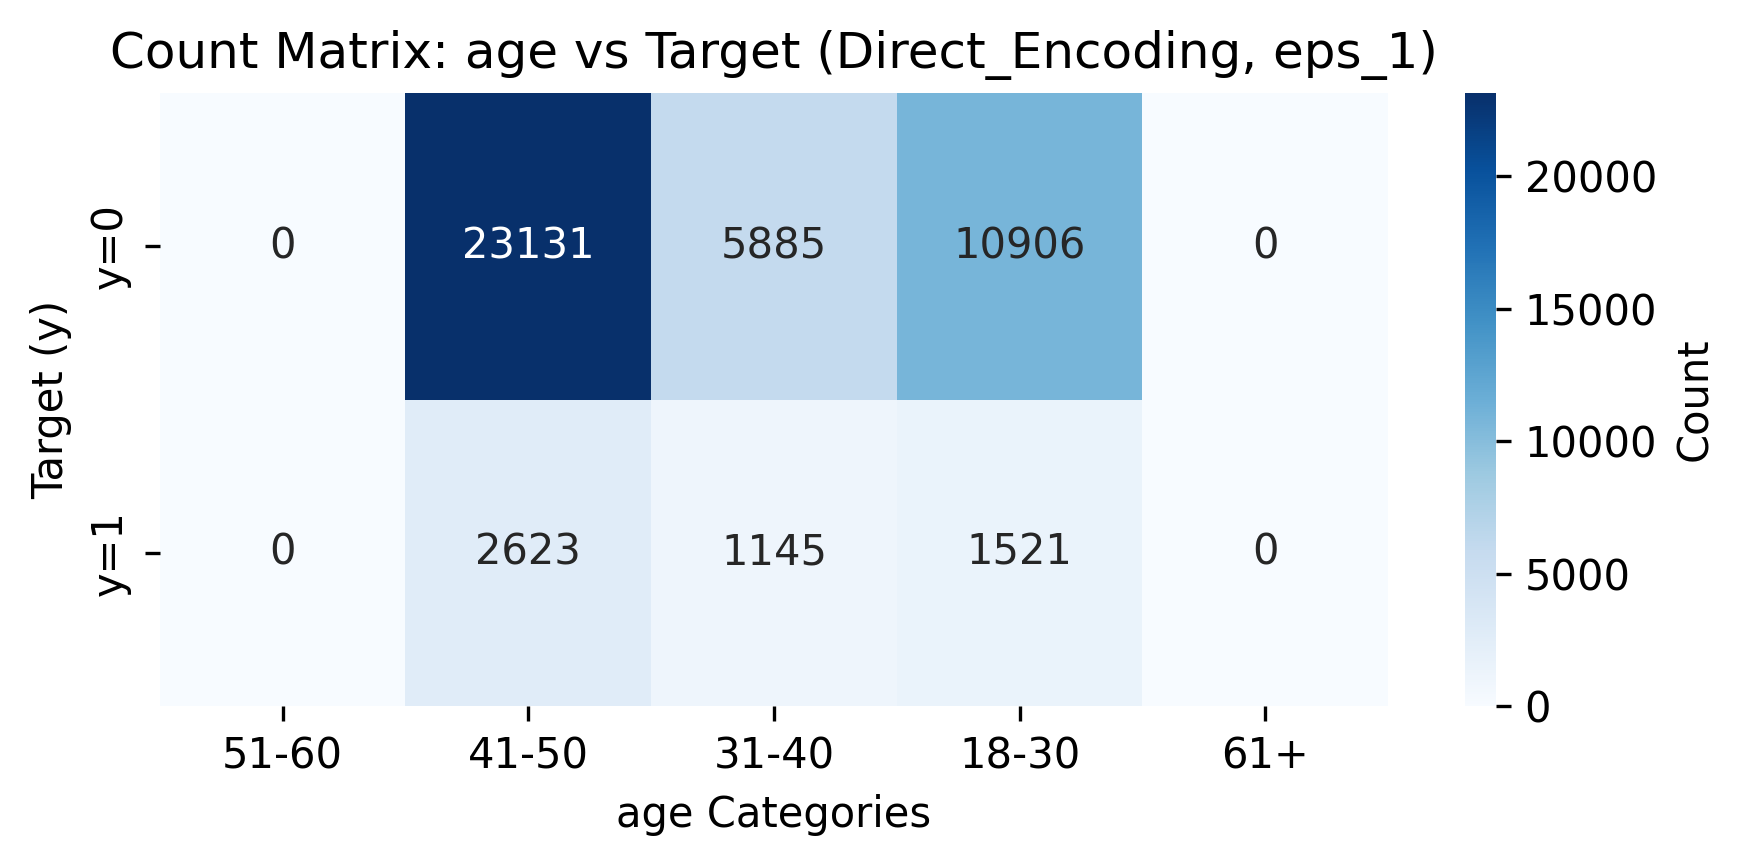 Count Matrix: age vs Target (Direct_Encoding, eps_1)
Target (y)
y=0
0 23131 5885 10906 0
y=1
0 2623 1145 1521 0
51-60 41-50 31-40 18-30 61+
age Categories
20000
15000
10000
5000
0
Count